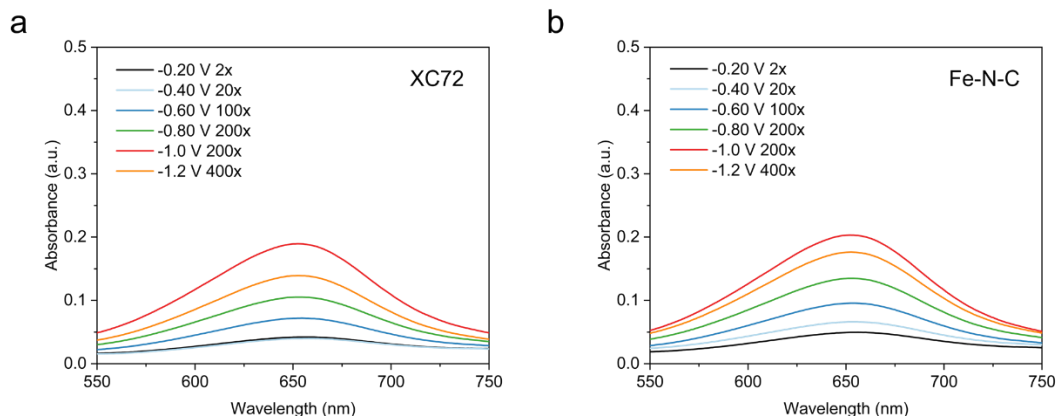 a
XC72
-0.20 V 2x
-0.40 V 20x
-0.60 V 100x
-0.80 V 200x
-1.0 V 200x
-1.2 V 400x
0.5
0.4
0.3
0.2
0.1
0.0
Absorbance (a.u.)
550
600
650
700
750
Wavelength (nm)
b
Fe-N-C
-0.20 V 2x
-0.40 V 20x
-0.60 V 100x
-0.80 V 200x
-1.0 V 200x
-1.2 V 400x
0.5
0.4
0.3
0.2
0.1
0.0
Absorbance (a.u.)
550
600
650
700
750
Wavelength (nm)